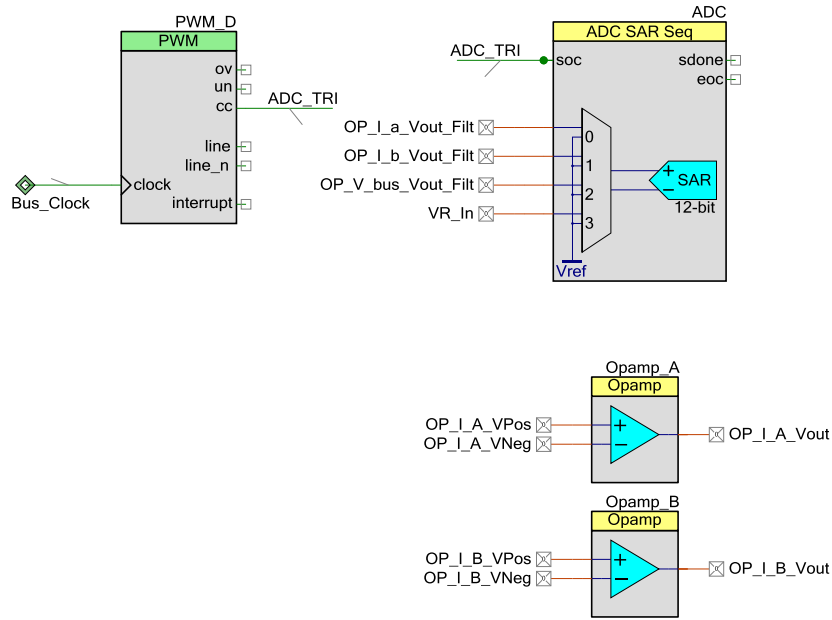 PWM_D
PWM
ov
un
cc
ADC_TRI
line
line_n
clock
Bus_Clock
interrupt
ADC
ADC SAR Seq
ADC_TRI
soc
sdone
eoc
OP_I_a_Vout_Filt
0
OP_I_b_Vout_Filt
1
OP_V_bus_Vout_Filt
2
VR_In
3
+
SAR
−
12-bit
Vref
Opamp_A
Opamp
OP_I_A_VPos
+
OP_I_A_VNeg
−
OP_I_A_Vout
Opamp_B
Opamp
OP_I_B_VPos
+
OP_I_B_VNeg
−
OP_I_B_Vout